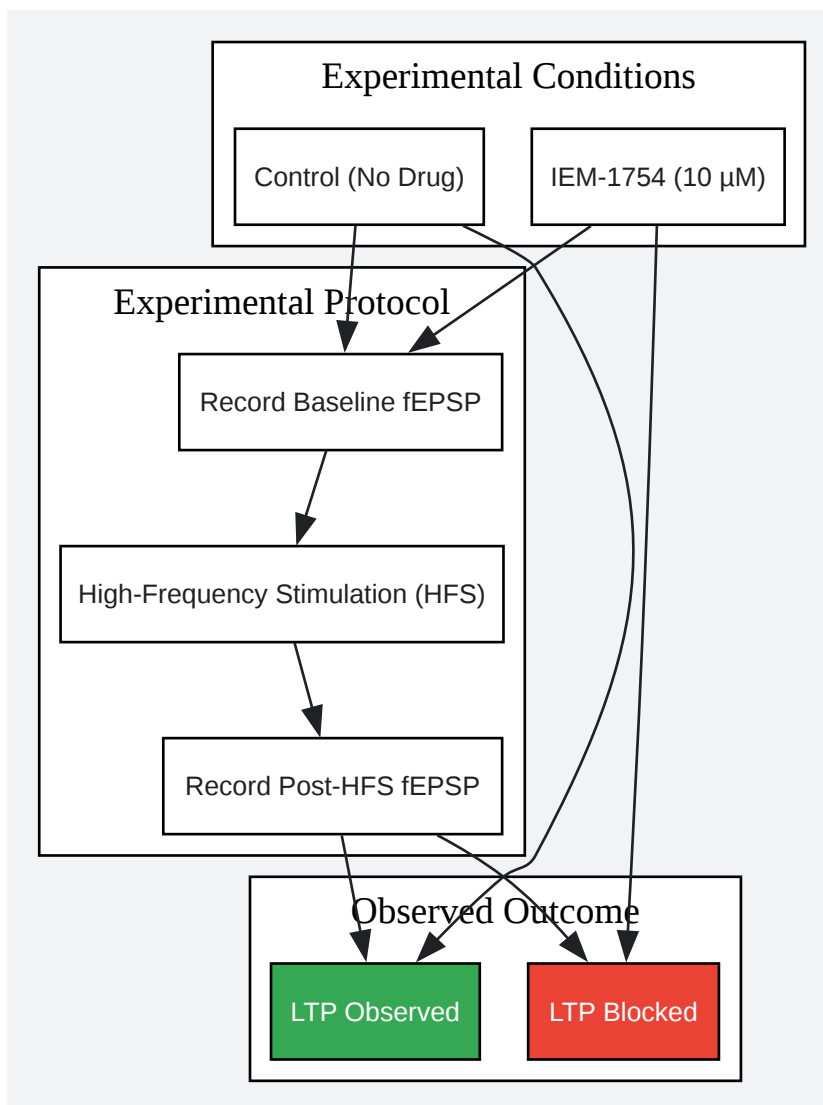 Experimental Conditions
Control (No Drug)
IEM-1754 (10 µM)
Experimental Protocol
Record Baseline fEPSP
High-Frequency Stimulation (HFS)
Record Post-HFS fEPSP
Observed Outcome
LTP Observed
LTP Blocked